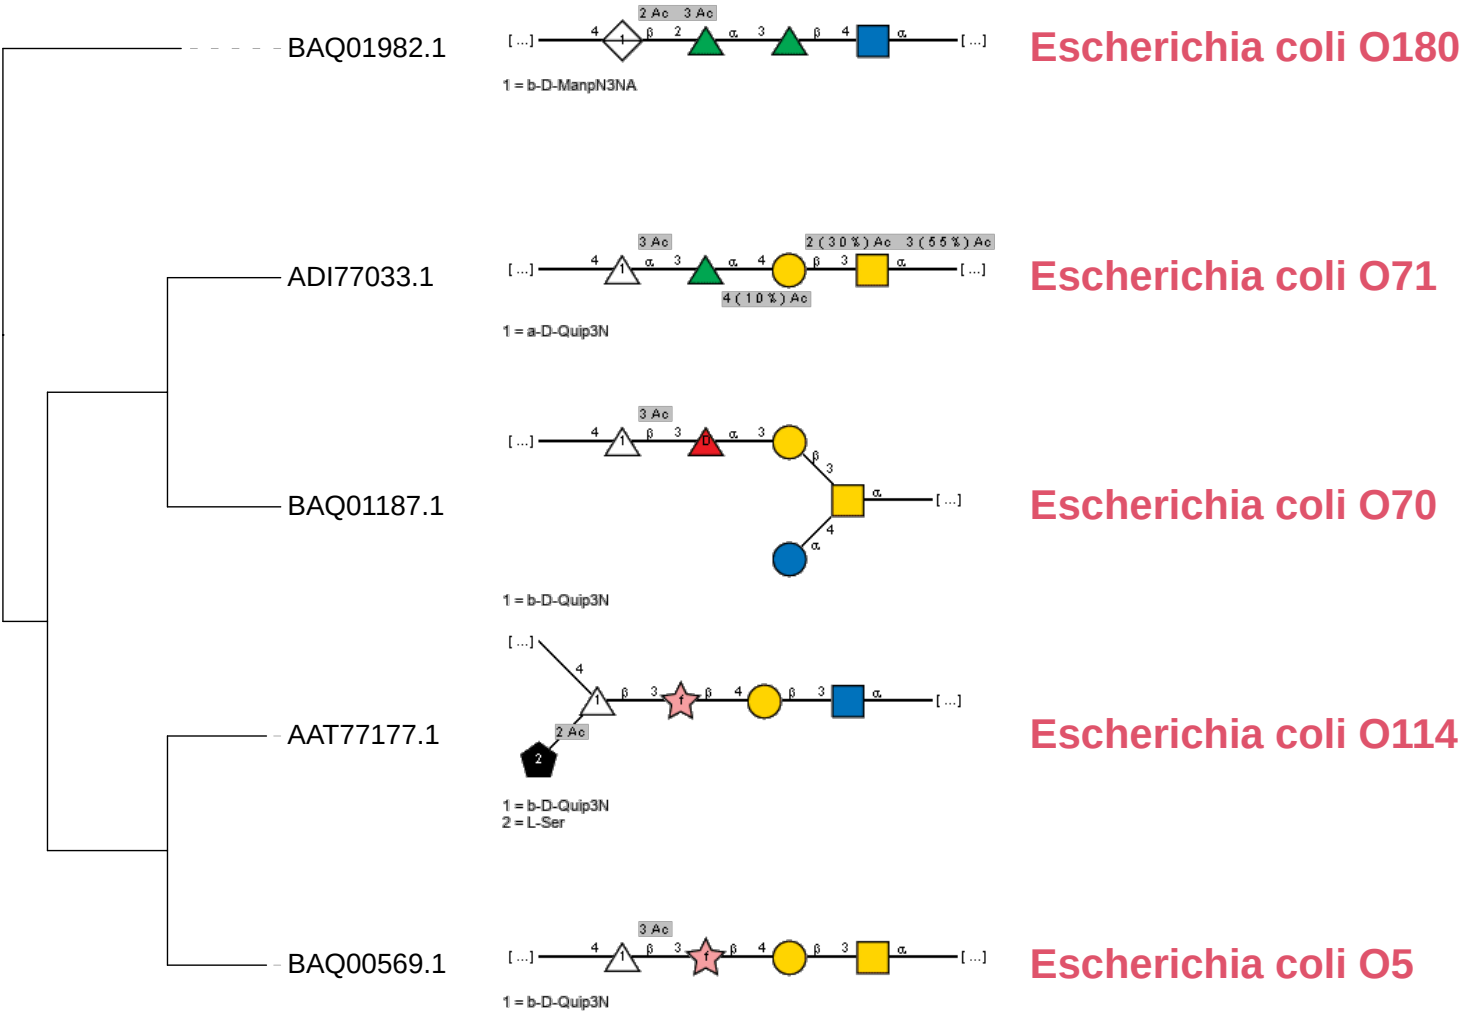 2 Ac 3 Ac
BAQ01982.1 [...] 4 1 β 2 α 3 β 4 α [...] Escherichia coli O180
1 = b-D-ManpN3NA
3 Ac 2(30%)Ac 3(55%)Ac
ADI77033.1 [...] 4 1 α 3 α 4 β 3 α [...] Escherichia coli O71
4(10%)Ac
1 = a-D-Quip3N
3 Ac
[...] 4 1 β 3 D α 3 β 3
BAQ01187.1 α [...] Escherichia coli O70
4 α
1 = b-D-Quip3N
[...] 4
1 β 3 f β 4 β 3 α [...]
AAT77177.1 2 Ac Escherichia coli O114
2
1 = b-D-Quip3N
2 = L-Ser
3 Ac
BAQ00569.1 [...] 4 1 β 3 f β 4 β 3 α [...] Escherichia coli O5
1 = b-D-Quip3N